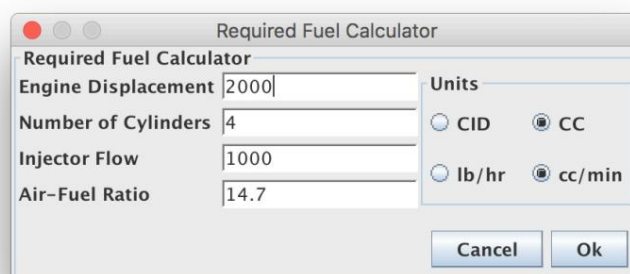 Required Fuel Calculator
Required Fuel Calculator
Engine Displacement 2000
Number of Cylinders 4
Injector Flow 1000
Air-Fuel Ratio 14.7
Units
CID CC
lb/hr cc/min
Cancel Ok